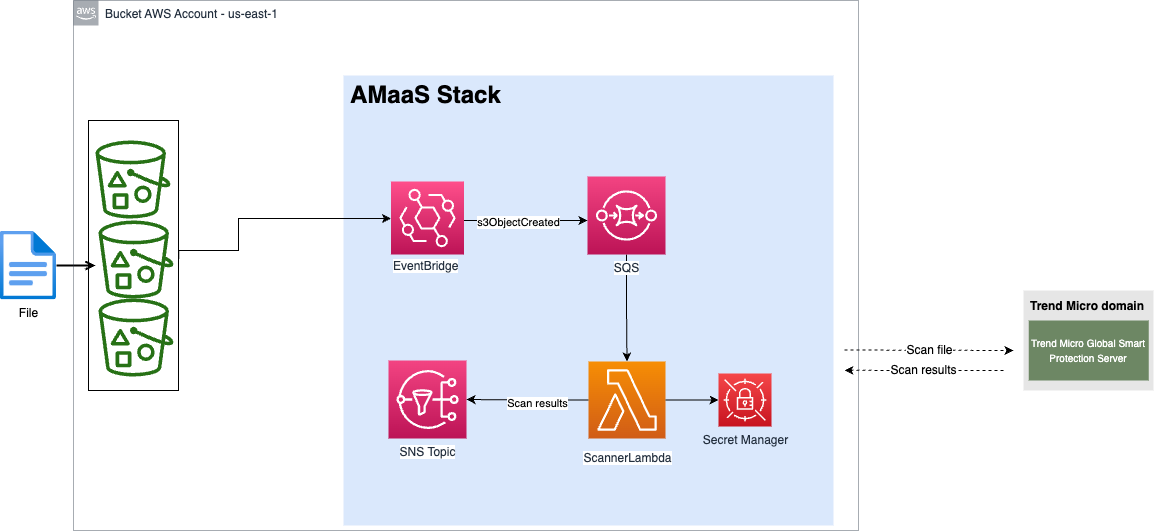 aws
Bucket AWS Account - us-east-1
AMaaS Stack
s3ObjectCreated
EventBridge
SQS
File
Trend Micro domain
Trend Micro Global Smart
Protection Server
Scan file
Scan results
Scan results
SNS Topic
ScannerLambda
Secret Manager